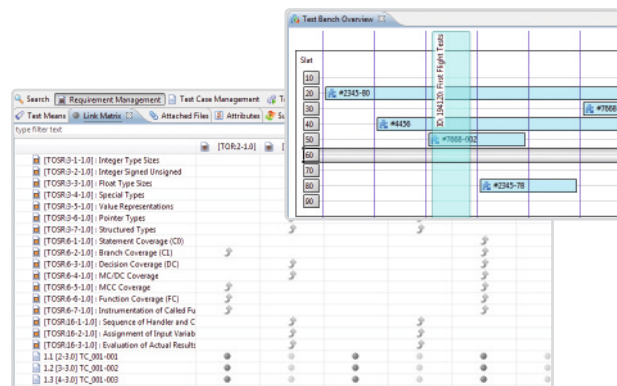 Test Bench Overview
ID: 194120: First Flight Tests
Slot
10
20
#2345-80
30
#7668
40
#4456
50
#7668-002
60
70
80
#2345-78
90
Search Requirement Management Test Case Management
Test Means Link Matrix Attached Files Attributes
type filter text
[TOR:2-1.0]
[TOSR:3-1-1.0] : Integer Type Sizes
[TOSR:3-2-1.0] : Integer Signed Unsigned
[TOSR:3-3-1.0] : Float Type Sizes
[TOSR:3-4-1.0] : Special Types
[TOSR:3-5-1.0] : Value Representations
[TOSR:3-6-1.0] : Pointer Types
[TOSR:3-7-1.0] : Structured Types
[TOSR:6-1-1.0] : Statement Coverage (C0)
[TOSR:6-2-1.0] : Branch Coverage (C1)
[TOSR:6-3-1.0] : Decision Coverage (DC)
[TOSR:6-4-1.0] : MC/DC Coverage
[TOSR:6-5-1.0] : MCC Coverage
[TOSR:6-6-1.0] : Function Coverage (FC)
[TOSR:6-7-1.0] : Instrumentation of Called Fu
[TOSR:16-1-1.0] : Sequence of Handler and C
[TOSR:16-2-1.0] : Assignment of Input Variab
[TOSR:16-3-1.0] : Evaluation of Actual Results
1.1 [2-3.0] TC_001-001
1.2 [3-3.0] TC_001-002
1.3 [4-3.0] TC_001-003